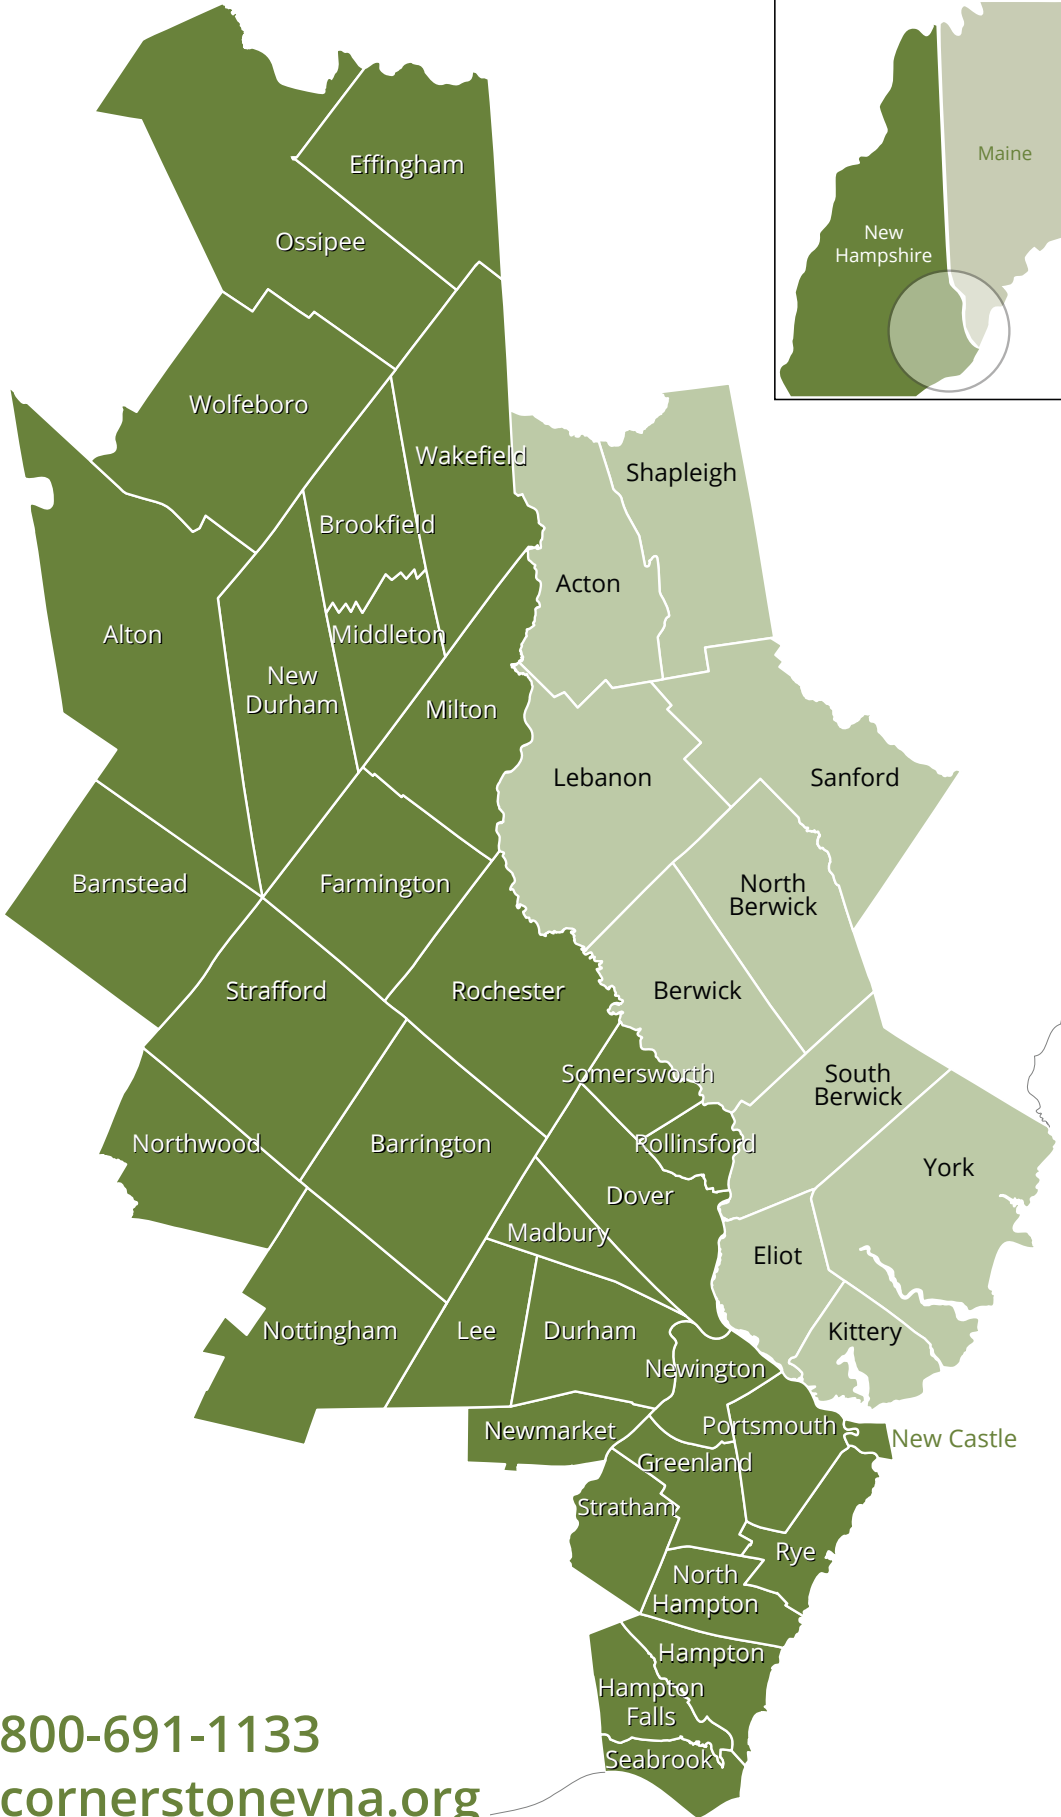 Maine
Effingham
New
Hampshire
Ossipee
Wolfeboro
Wakefield
Shapleigh
Brookfield
Acton
Alton
Middleton
New
Durham
Milton
Lebanon
Sanford
Barnstead
Farmington
North
Berwick
Strafford
Rochester
Berwick
Somersworth
South
Berwick
Northwood
Barrington
Rollinsford
York
Dover
Madbury
Eliot
Nottingham
Lee
Durham
Kittery
Newington
Newmarket
Portsmouth
New Castle
Greenland
Stratham
Rye
North
Hampton
Hampton
Hampton
Falls
Seabrook
800-691-1133
cornerstonevna.org